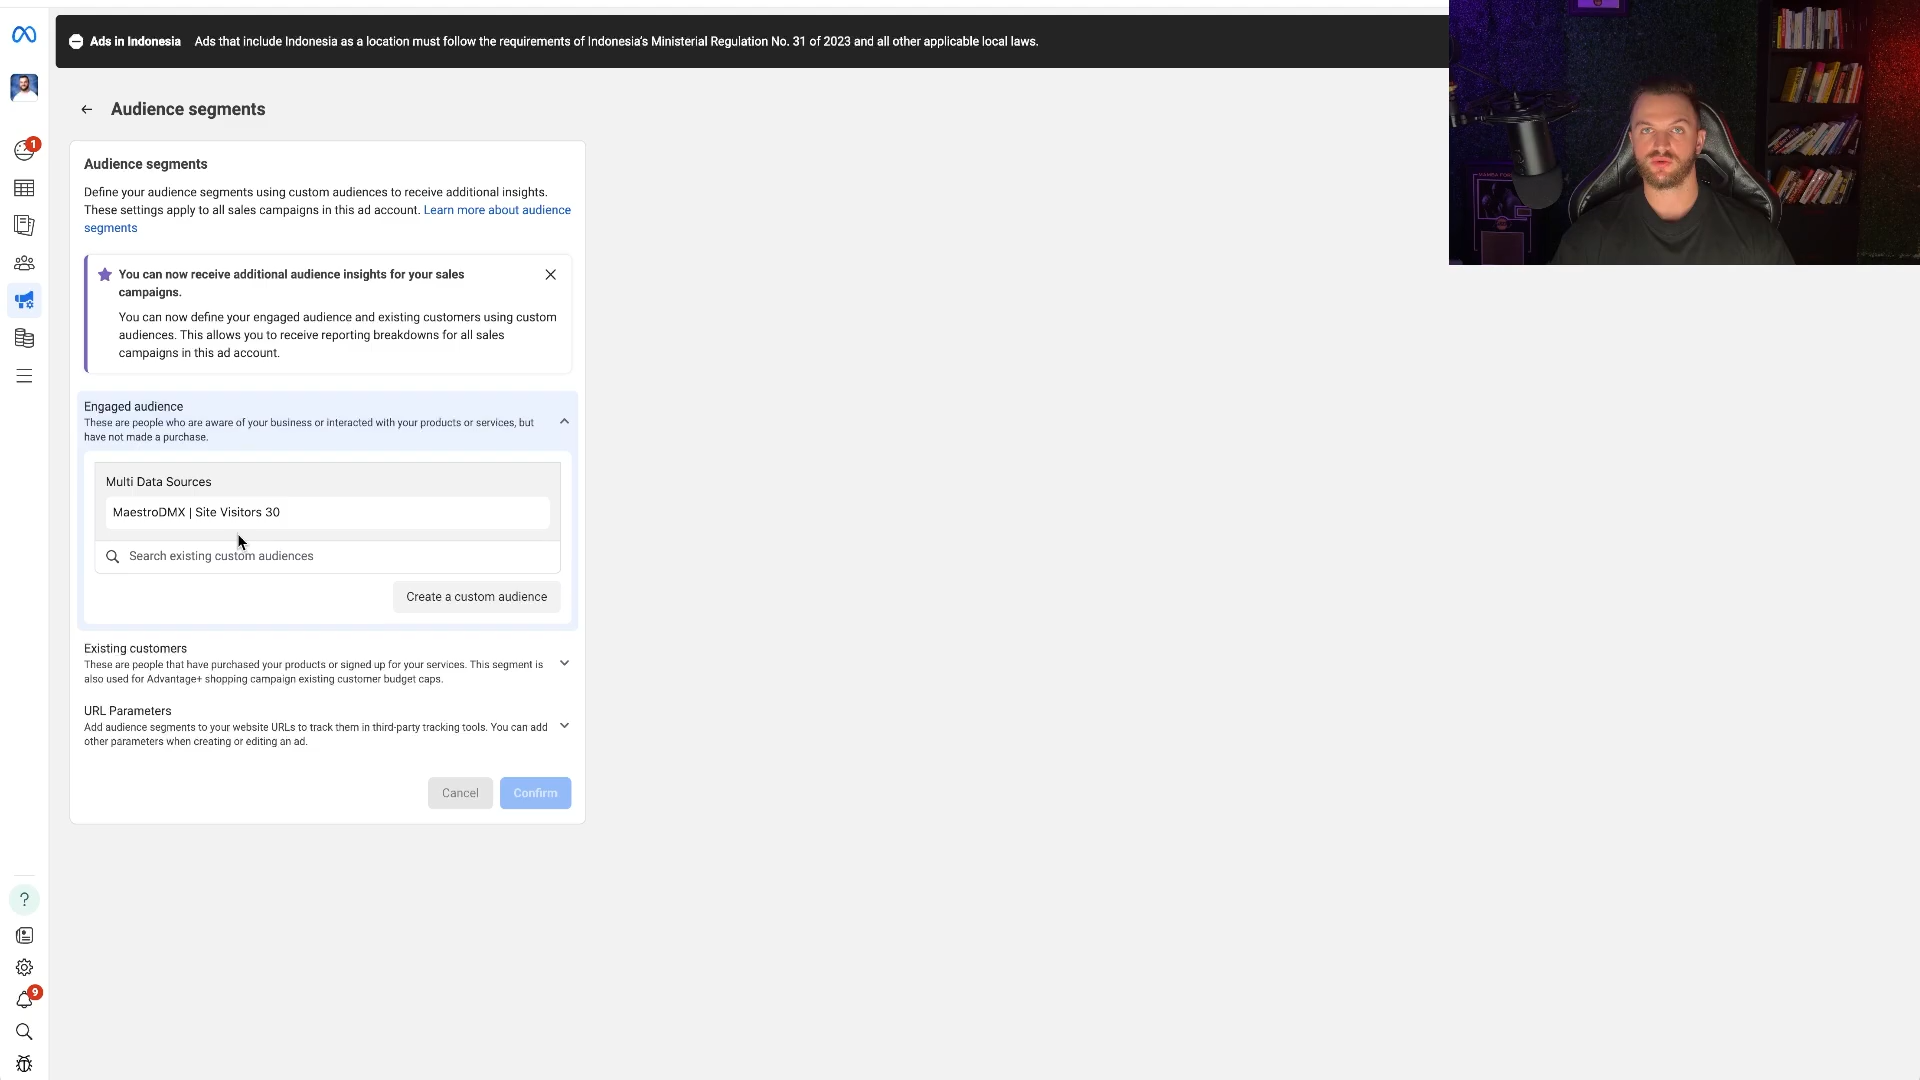 Ads in Indonesia Ads that include Indonesia as a location must follow the requirements of Indonesia's Ministerial Regulation No. 31 of 2023 and all other applicable local laws.
1
Audience segments
Audience segments
Define your audience segments using custom audiences to receive additional insights.
These settings apply to all sales campaigns in this ad account. Learn more about audience
segments
You can now receive additional audience insights for your sales
campaigns.
You can now define your engaged audience and existing customers using custom
audiences. This allows you to receive reporting breakdowns for all sales
campaigns in this ad account.
Engaged audience
These are people who are aware of your business or interacted with your products or services, but
have not made a purchase.
Multi Data Sources
MaestroDMX | Site Visitors 30
Search existing custom audiences
Create a custom audience
Existing customers
These are people that have purchased your products or signed up for your services. This segment is
also used for Advantage+ shopping campaign existing customer budget caps.
URL Parameters
Add audience segments to your website URLs to track them in third-party tracking tools. You can add
other parameters when creating or editing an ad.
Cancel Confirm
?
9